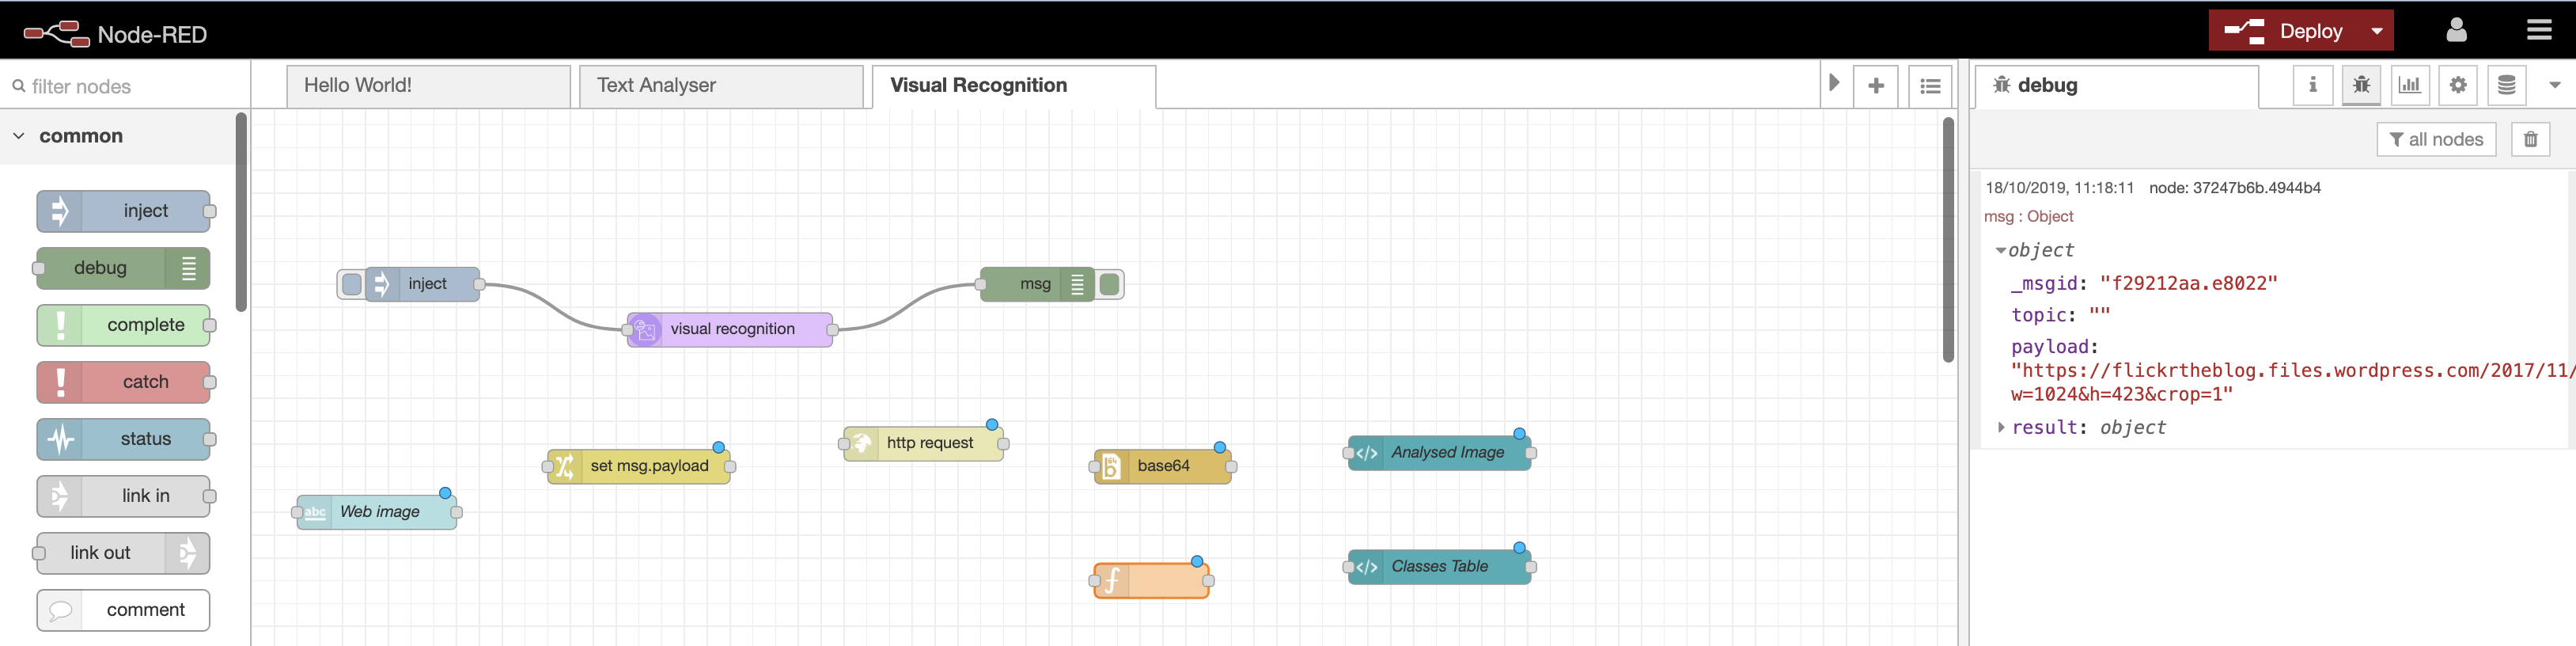 Node-RED
Deploy
filter nodes
Hello World!
Text Analyser
Visual Recognition
debug
i
common
all nodes
inject
debug
complete
catch
status
link in
link out
comment
inject
msg
visual recognition
http request
set msg.payload
64
b
base64
</> Analysed Image
abc Web image
f
</> Classes Table
18/10/2019, 11:18:11 node: 37247b6b.4944b4
msg : Object
object
_msgid: "f29212aa.e8022"
topic: ""
payload:
"https://flickrtheblog.files.wordpress.com/2017/11/
w=1024&h=423&crop=1"
result: object